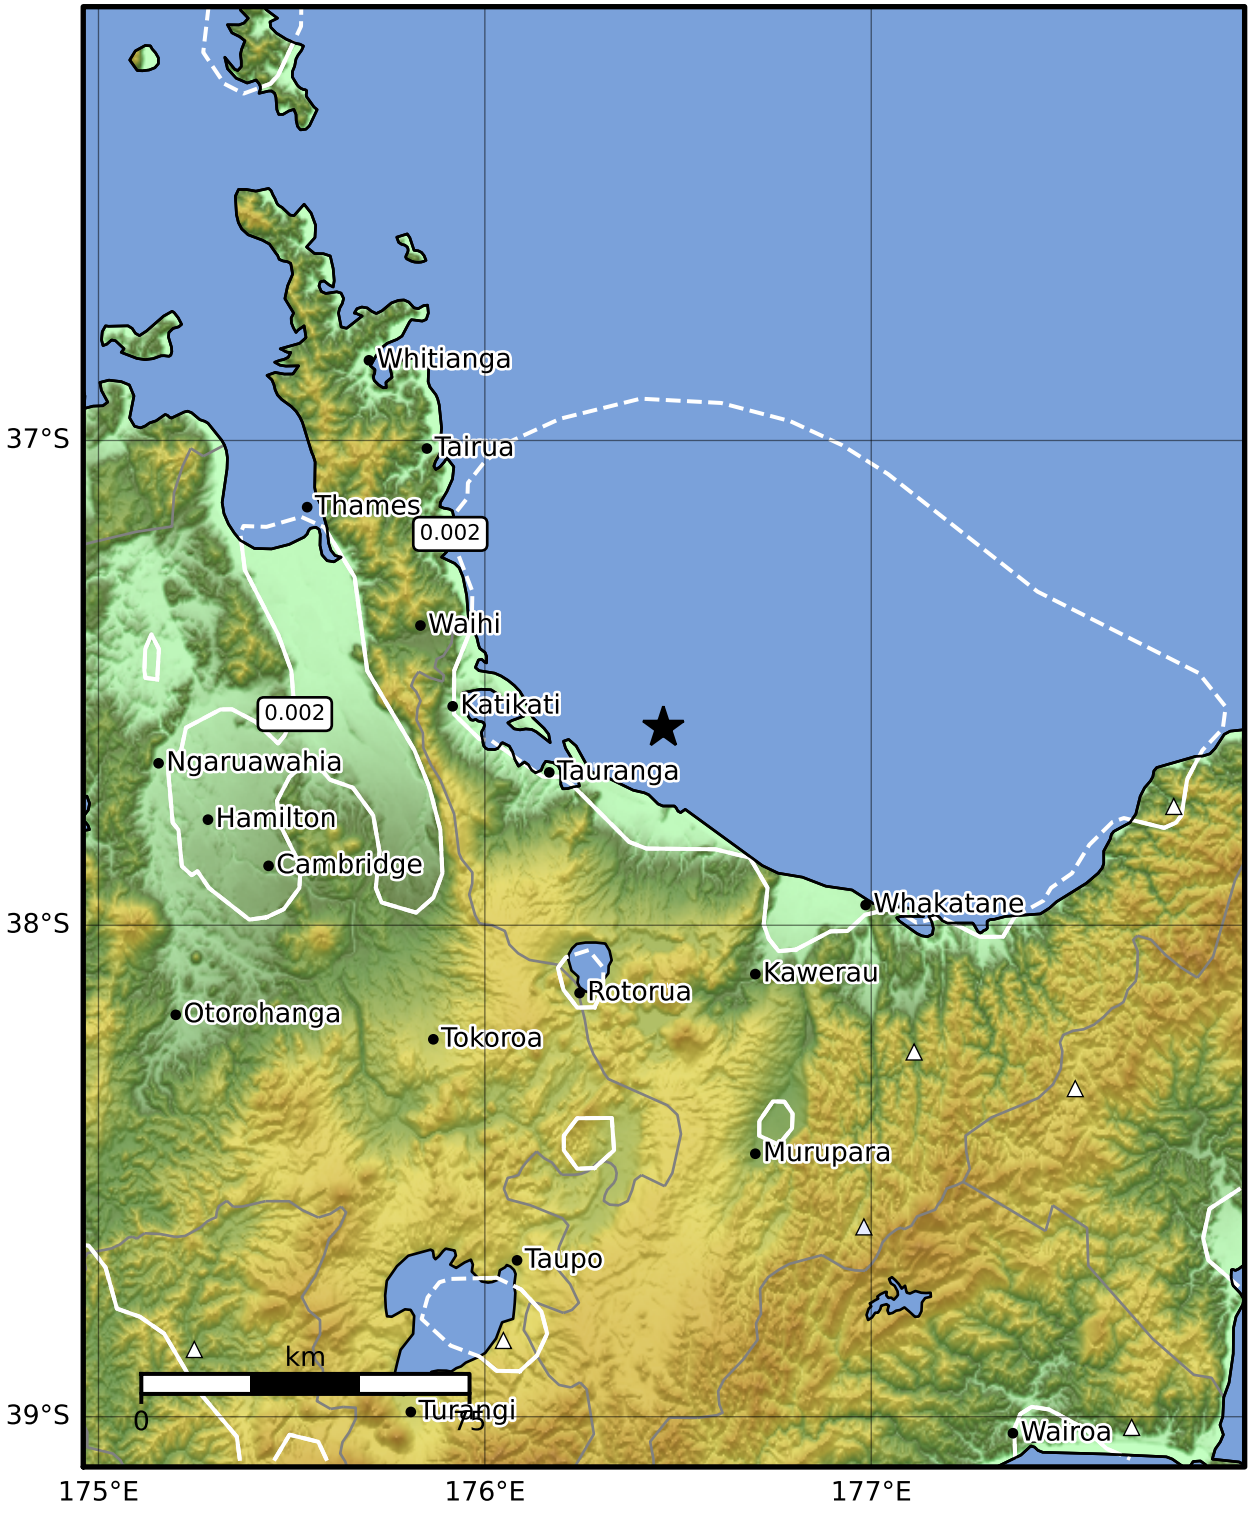 Whitianga
37°S
Tairua
Thames
0.002
Waihi
Katikati
0.002
Ngaruawahia
Tauranga
Hamilton
Cambridge
Whakatane
38°S
Kawerau
Rotorua
Otorohanga
Tokoroa
Murupara
Taupo
km
0
75
Turangi
39°S
Wairoa
175°E
176°E
177°E